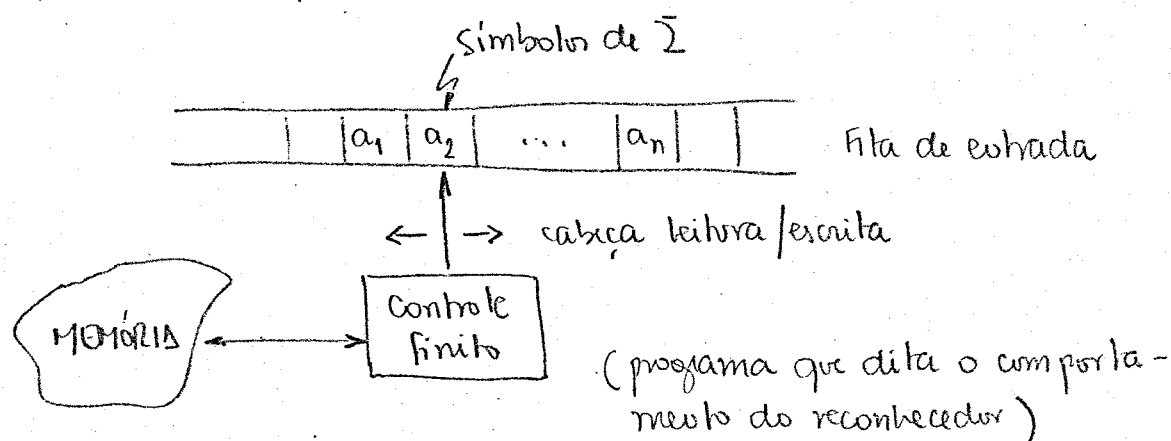 símbolos de Σ
a₁ a₂ ... aₙ
Fita de entrada
← → cabeça leitura/escrita
MEMÓRIA
Controle
finito
(programa que dita o comporta-
mento do reconhecedor)